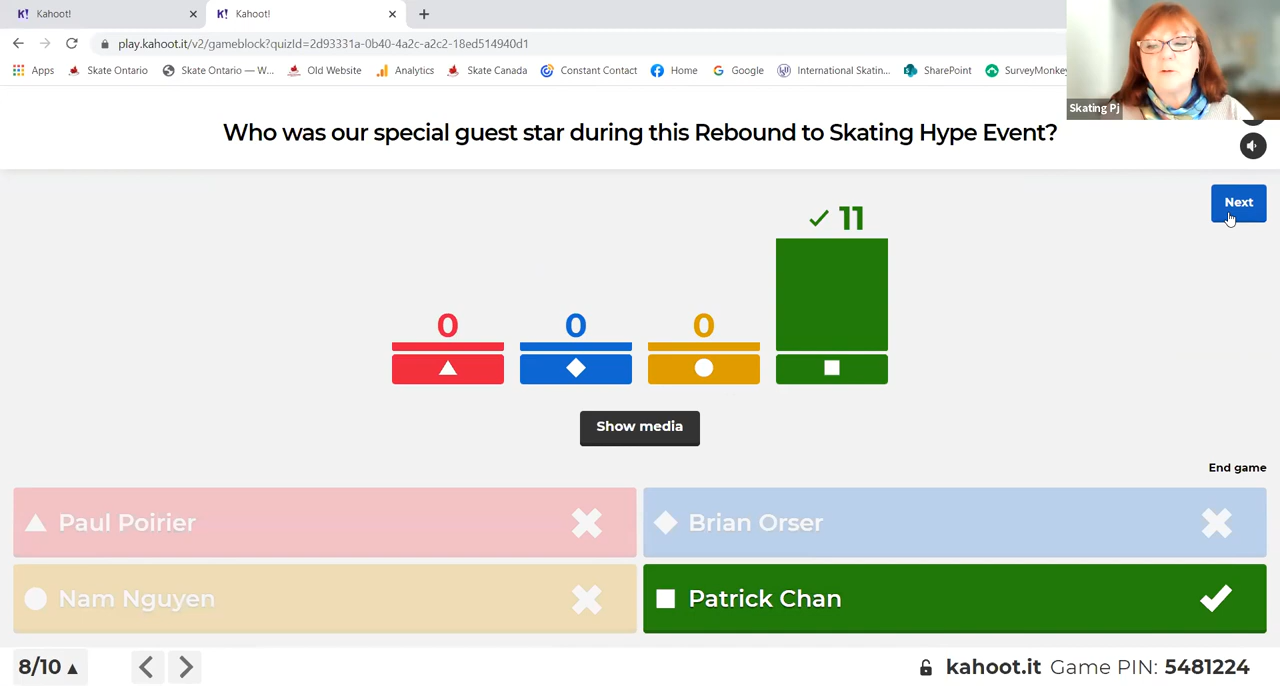 Kahoot!
Kahoot!
play.kahoot.it/v2/gameblock?quizId=2d93331a-0b40-4a2c-a2c2-18ed514940d1
Apps Skate Ontario Skate Ontario — W... Old Website Analytics Skate Canada Constant Contact Home Google International Skatin... SharePoint SurveyMonkey
Skating Pj
Who was our special guest star during this Rebound to Skating Hype Event?
Next
11
0 0 0
Show media
End game
Paul Poirier
Brian Orser
Nam Nguyen
Patrick Chan
8/10
kahoot.it Game PIN: 5481224